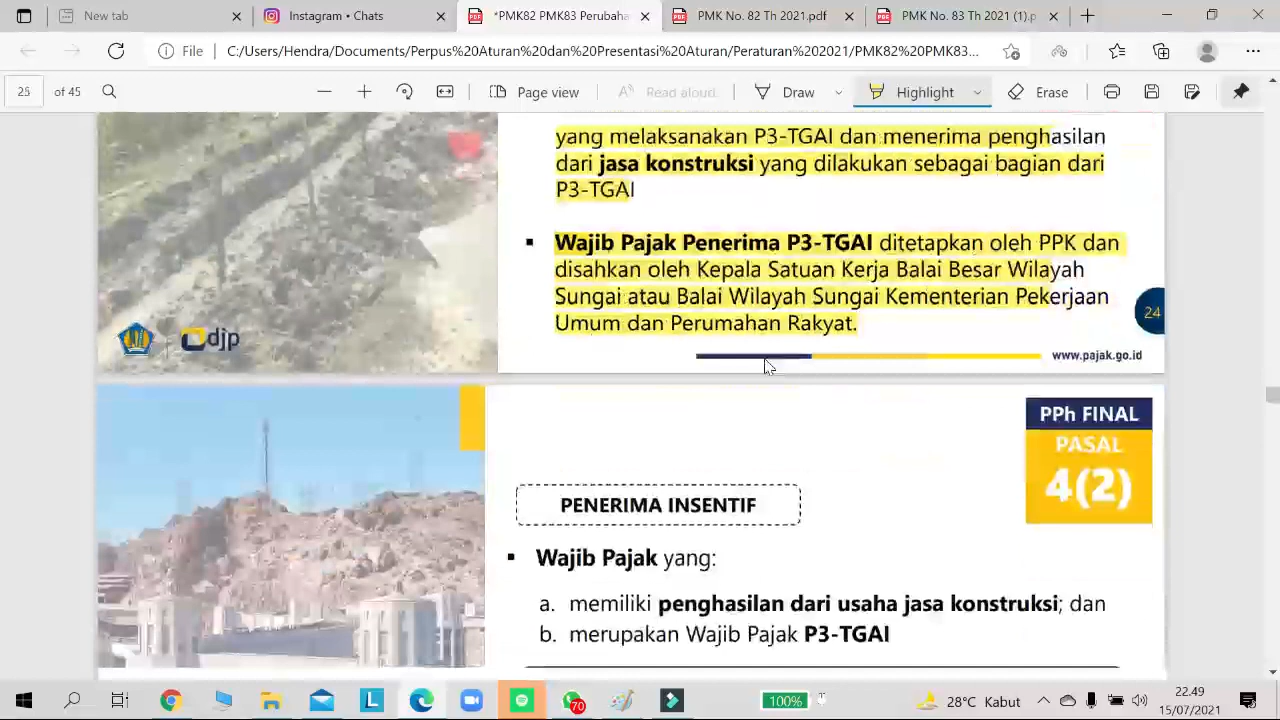 New tab
Instagram • Chats
*PMK82 PMK83 Perubaha
PMK No. 83 Th 2021.pdf
PMK No. 83 Th 2021 (1).p
File
C:/Users/Hendra/Documents/Perpus%20Aturan%20dan%20Presentasi%20Aturan/Peraturan%202021/PMK82%20PMK83...
25 of 45
Page view
Read aloud
Draw
Highlight
Erase
yang melaksanakan P3-TGAI dan menerima penghasilan
dari jasa konstruksi yang dilakukan sebagai bagian dari
P3-TGAI
▪ Wajib Pajak Penerima P3-TGAI ditetapkan oleh PPK dan
disahkan oleh Kepala Satuan Kerja Balai Besar Wilayah
Sungai atau Balai Wilayah Sungai Kementerian Pekerjaan
Umum dan Perumahan Rakyat.
24
djp
www.pajak.go.id
PPh FINAL
PASAL
4(2)
PENERIMA INSENTIF
▪ Wajib Pajak yang:
a. memiliki penghasilan dari usaha jasa konstruksi; dan
b. merupakan Wajib Pajak P3-TGAI
70
100%
28°C Kabut
22.49
15/07/2021